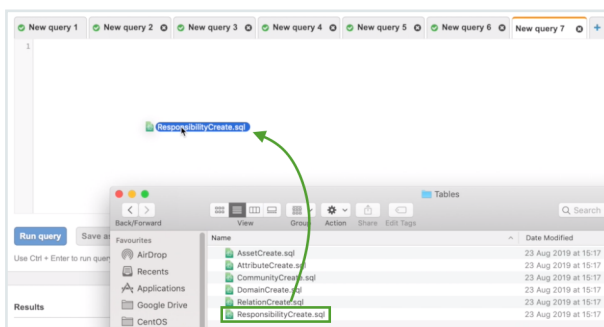 New query 1 New query 2 New query 3 New query 4 New query 5 New query 6 New query 7 +
1
ResponsibilityCreate.sql
Tables
Back/Forward View Group Action Share Edit Tags Search
Run query Save a
Use Ctrl + Enter to run quer
Results
Favourites
AirDrop
Recents
Applications
Google Drive
CentOS
Name Date Modified
AssetCreate.sql 23 Aug 2019 at 15:17
AttributeCreate.sql 23 Aug 2019 at 15:17
CommunityCreate.sql 23 Aug 2019 at 15:17
DomainCreate.sql 23 Aug 2019 at 15:17
RelationCreate.sql 23 Aug 2019 at 15:17
ResponsibilityCreate.sql 23 Aug 2019 at 15:17